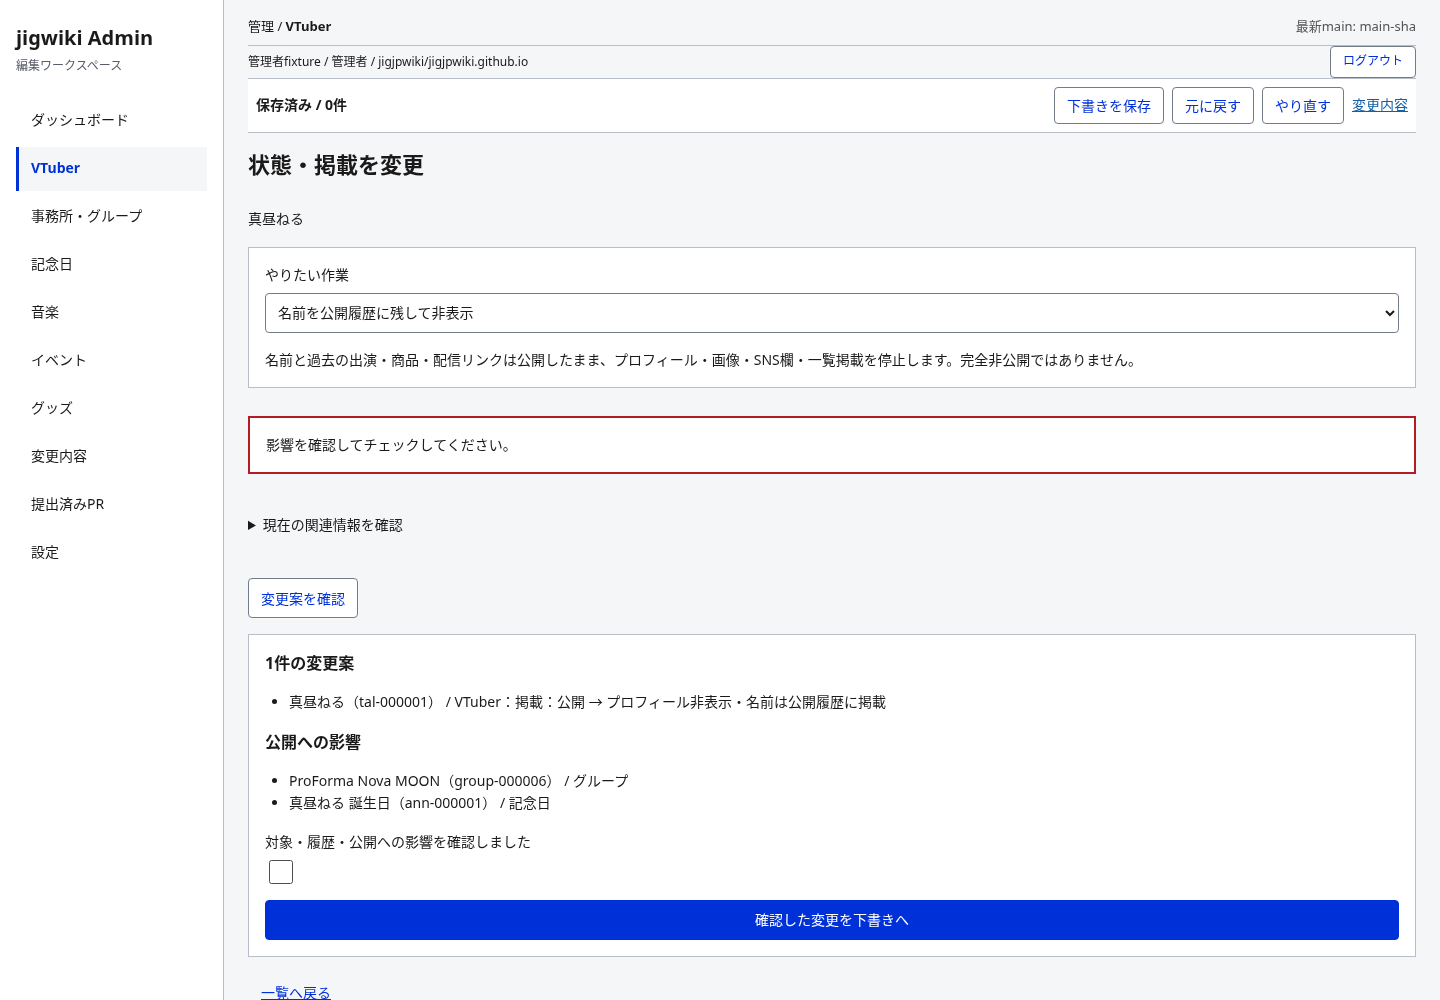 jigwiki Admin
編集ワークスペース
ダッシュボード
VTuber
事務所・グループ
記念日
音楽
イベント
グッズ
変更内容
提出済みPR
設定
管理 / VTuber
最新main: main-sha
管理者fixture / 管理者 / jigjpwiki/jigjpwiki.github.io
ログアウト
保存済み / 0件
下書きを保存
元に戻す
やり直す
変更内容
状態・掲載を変更
真昼ねる
やりたい作業
名前を公開履歴に残して非表示
名前と過去の出演・商品・配信リンクは公開したまま、プロフィール・画像・SNS欄・一覧掲載を停止します。完全非公開ではありません。
影響を確認してチェックしてください。
現在の関連情報を確認
変更案を確認
1件の変更案
真昼ねる（tal-000001） / VTuber：掲載：公開 → プロフィール非表示・名前は公開履歴に掲載
公開への影響
ProForma Nova MOON（group-000006） / グループ
真昼ねる 誕生日（ann-000001） / 記念日
対象・履歴・公開への影響を確認しました
確認した変更を下書きへ
一覧へ戻る